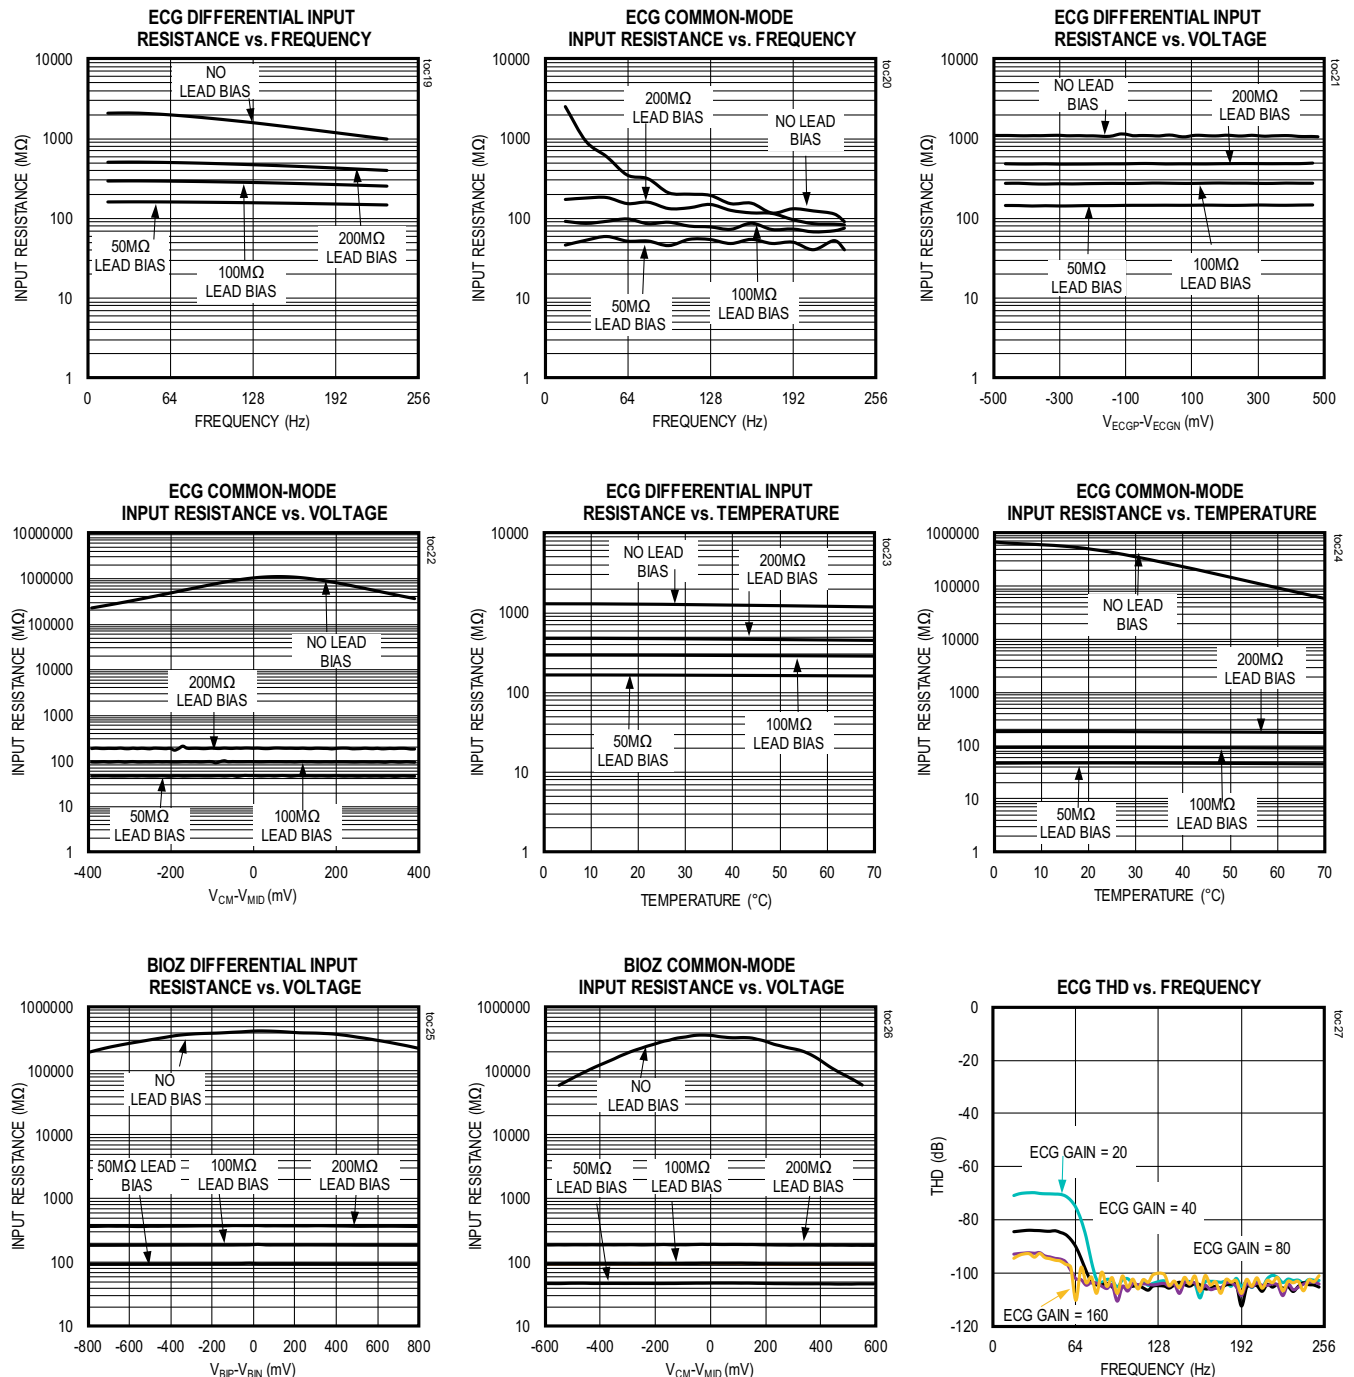 ECG DIFFERENTIAL INPUT
RESISTANCE vs. FREQUENCY
toc19
10000
1000
100
10
1
INPUT RESISTANCE (MΩ)
NO
LEAD BIAS
50MΩ
LEAD BIAS
100MΩ
LEAD BIAS
200MΩ
LEAD BIAS
0
64
128
192
256
FREQUENCY (Hz)
ECG COMMON-MODE
INPUT RESISTANCE vs. FREQUENCY
toc20
10000
1000
100
10
1
INPUT RESISTANCE (MΩ)
200MΩ
LEAD BIAS
NO LEAD
BIAS
50MΩ
LEAD BIAS
100MΩ
LEAD BIAS
0
64
128
192
256
FREQUENCY (Hz)
ECG DIFFERENTIAL INPUT
RESISTANCE vs. VOLTAGE
toc21
10000
1000
100
10
1
INPUT RESISTANCE (MΩ)
NO LEAD
BIAS
200MΩ
LEAD BIAS
50MΩ
LEAD BIAS
100MΩ
LEAD BIAS
-500
-300
-100
100
300
500
VECGP-VECGN (mV)
ECG COMMON-MODE
INPUT RESISTANCE vs. VOLTAGE
toc22
10000000
1000000
100000
10000
1000
100
10
1
INPUT RESISTANCE (MΩ)
NO LEAD
BIAS
200MΩ
LEAD BIAS
50MΩ
LEAD BIAS
100MΩ
LEAD BIAS
-400
-200
0
200
400
VCM-VMID (mV)
ECG DIFFERENTIAL INPUT
RESISTANCE vs. TEMPERATURE
toc23
10000
1000
100
10
1
INPUT RESISTANCE (MΩ)
NO LEAD
BIAS
200MΩ
LEAD BIAS
50MΩ
LEAD BIAS
100MΩ
LEAD BIAS
0
10
20
30
40
50
60
70
TEMPERATURE (°C)
ECG COMMON-MODE
INPUT RESISTANCE vs. TEMPERATURE
toc24
1000000
100000
10000
1000
100
10
1
INPUT RESISTANCE (MΩ)
NO LEAD
BIAS
200MΩ
LEAD BIAS
50MΩ
LEAD BIAS
100MΩ
LEAD BIAS
0
10
20
30
40
50
60
70
TEMPERATURE (°C)
BIOZ DIFFERENTIAL INPUT
RESISTANCE vs. VOLTAGE
toc25
1000000
100000
10000
1000
100
10
INPUT RESISTANCE (MΩ)
NO
LEAD BIAS
50MΩ LEAD
BIAS
100MΩ
LEAD BIAS
200MΩ
LEAD BIAS
-800
-600
-400
-200
0
200
400
600
800
VBIP-VBIN (mV)
BIOZ COMMON-MODE
INPUT RESISTANCE vs. VOLTAGE
toc26
1000000
100000
10000
1000
100
10
INPUT RESISTANCE (MΩ)
NO
LEAD BIAS
50MΩ
LEAD BIAS
100MΩ
LEAD BIAS
200MΩ
LEAD BIAS
-600
-400
-200
0
200
400
600
VCM-VMID (mV)
ECG THD vs. FREQUENCY
toc27
0
-20
-40
-60
-80
-100
-120
THD (dB)
ECG GAIN = 20
ECG GAIN = 40
ECG GAIN = 80
ECG GAIN = 160
0
64
128
192
256
FREQUENCY (Hz)